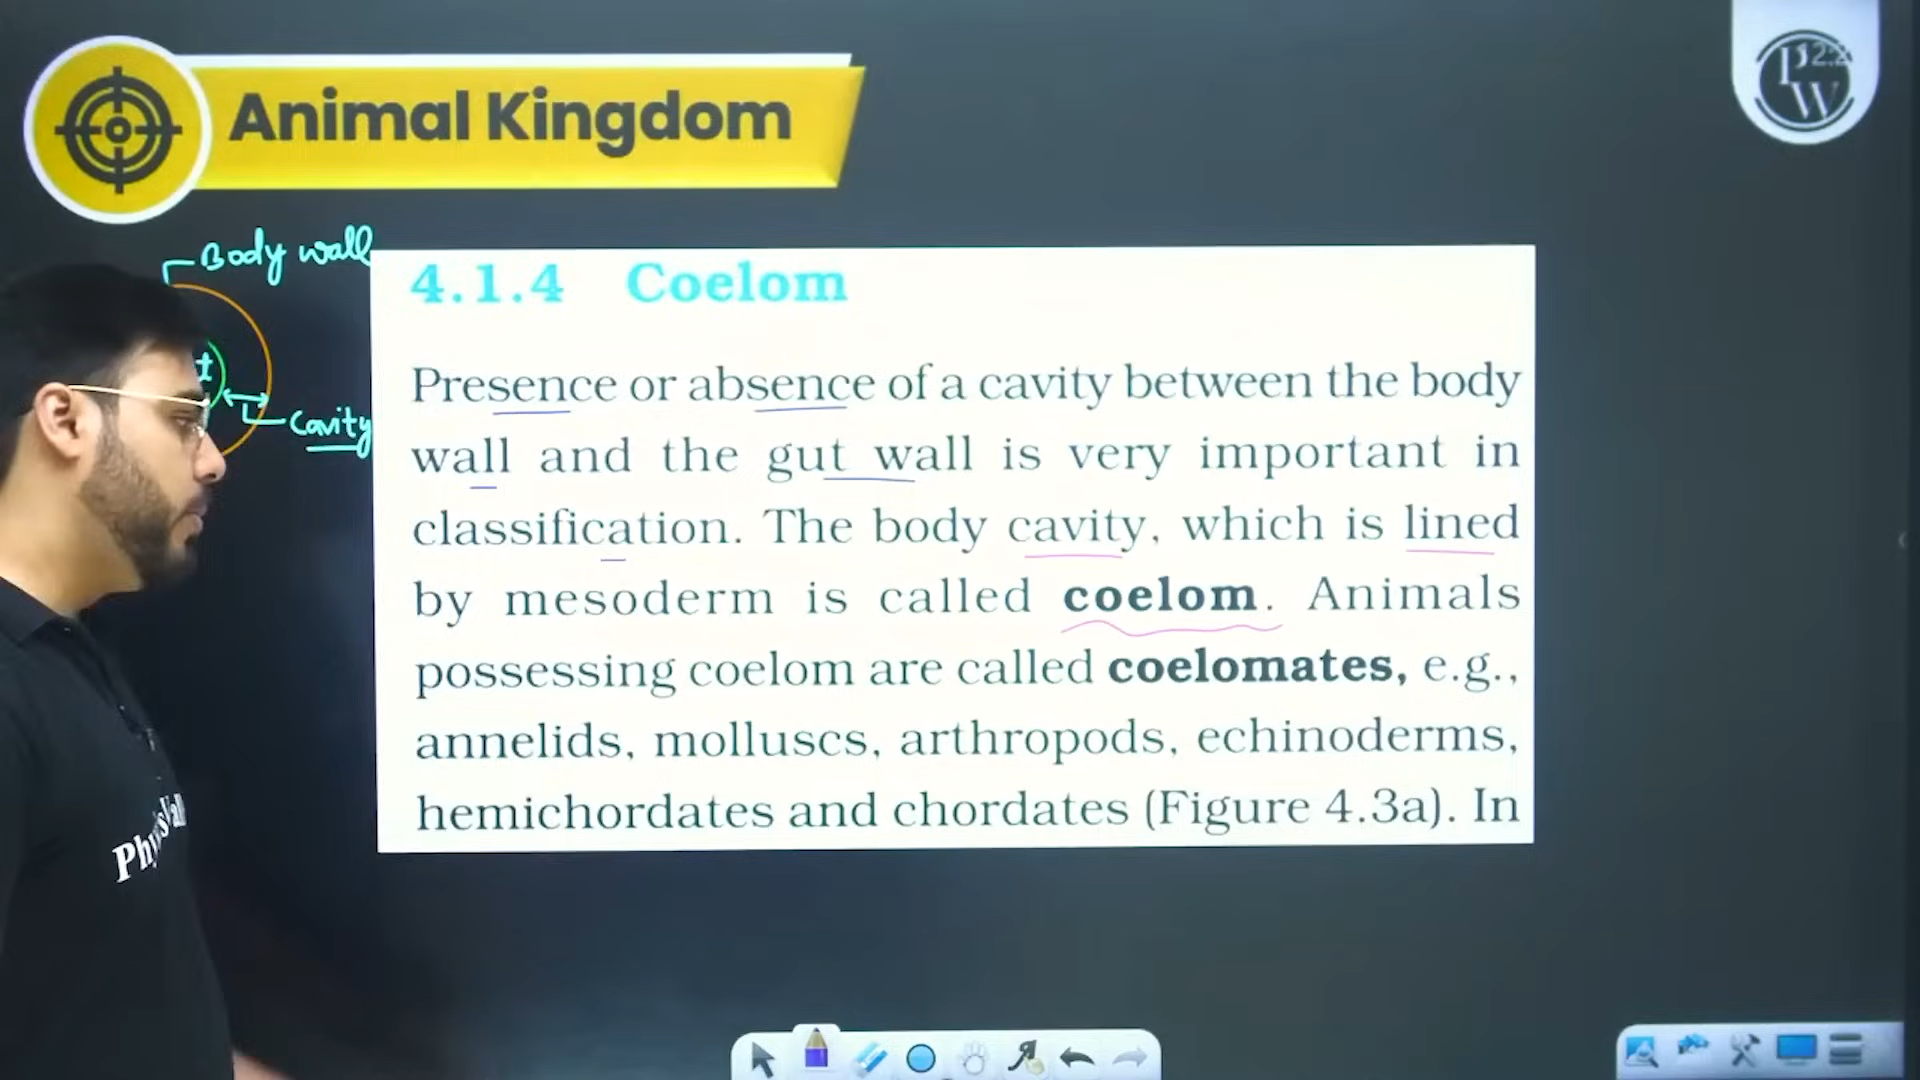 Animal Kingdom
PW
Body wall
Cavity
4.1.4 Coelom
Presence or absence of a cavity between the body
wall and the gut wall is very important in
classification. The body cavity, which is lined
by mesoderm is called coelom. Animals
possessing coelom are called coelomates, e.g.,
annelids, molluscs, arthropods, echinoderms,
hemichordates and chordates (Figure 4.3a). In